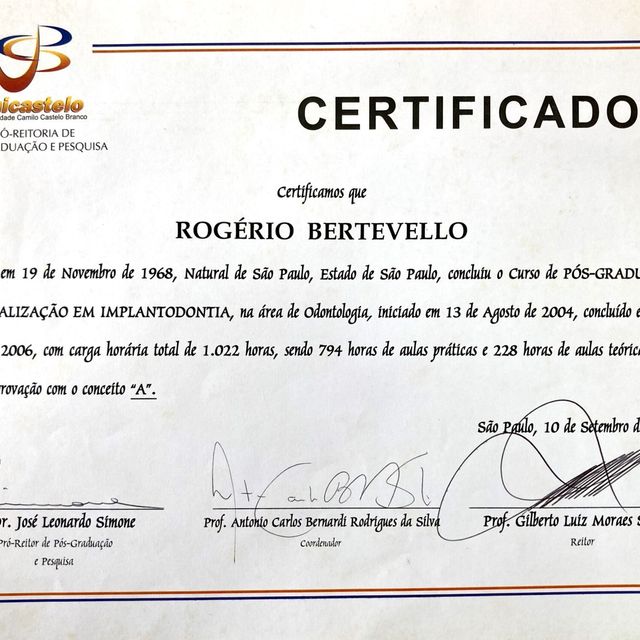 nicastelo
dade Camilo Castelo Branco
Ó-REITORIA DE
DUAÇÃO E PESQUISA
CERTIFICADO
Certificamos que
ROGÉRIO BERTEVELLO
em 19 de Novembro de 1968, Natural de São Paulo, Estado de São Paulo, concluiu o Curso de PÓS-GRADU
ALIZAÇÃO EM IMPLANTODONTIA, na área de Odontologia, iniciado em 13 de Agosto de 2004, concluído e
2006, com carga horária total de 1.022 horas, sendo 794 horas de aulas práticas e 228 horas de aulas teóric
rovação com o conceito "A".
São Paulo, 10 de Setembro d
r. José Leonardo Simone
Pró-Reitor de Pós-Graduação
e Pesquisa
Prof. Antonio Carlos Bernardi Rodrigues da Silva
Coordenador
Prof. Gilberto Luiz Moraes S
Reitor